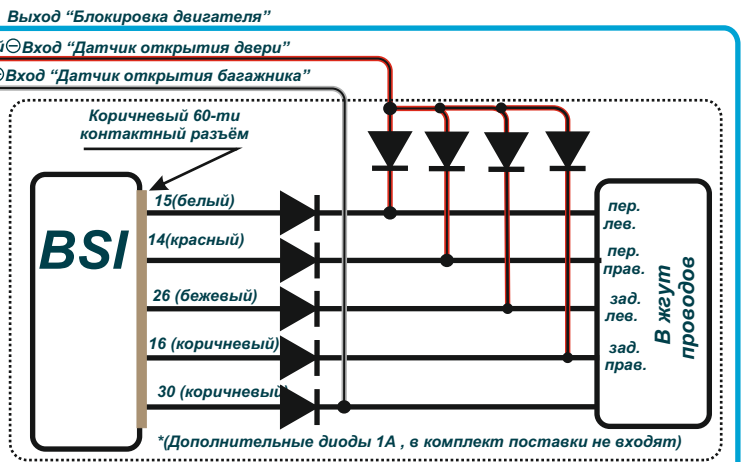 Выход “Блокировка двигателя”
й⊖Вход “Датчик открытия двери”
⊖Вход “Датчик открытия багажника”
Коричневый 60-ти
контактный разъём
BSI
15(белый)
14(красный)
26 (бежевый)
16 (коричневый)
30 (коричневый)
пер.
лев.
пер.
прав.
зад.
лев.
зад.
прав.
В жгут
проводов
*(Дополнительные диоды 1А , в комплект поставки не входят)